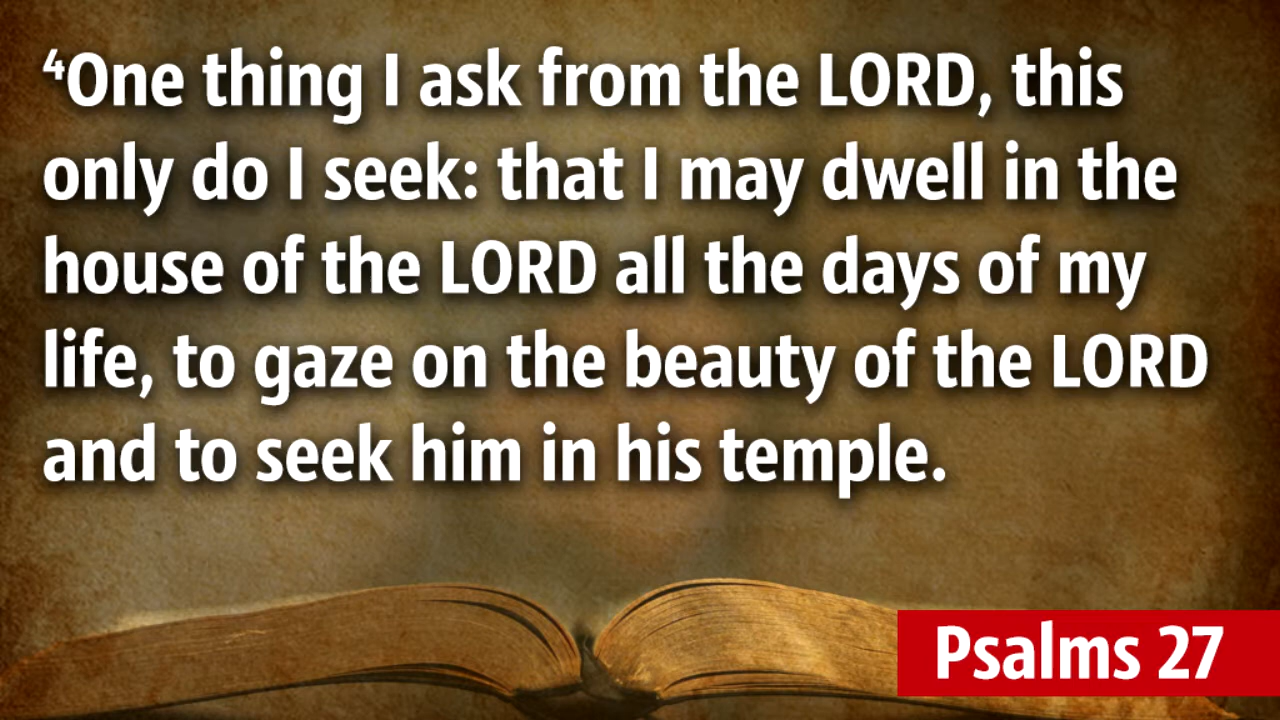 ⁴One thing I ask from the LORD, this
only do I seek: that I may dwell in the
house of the LORD all the days of my
life, to gaze on the beauty of the LORD
and to seek him in his temple.
Psalms 27